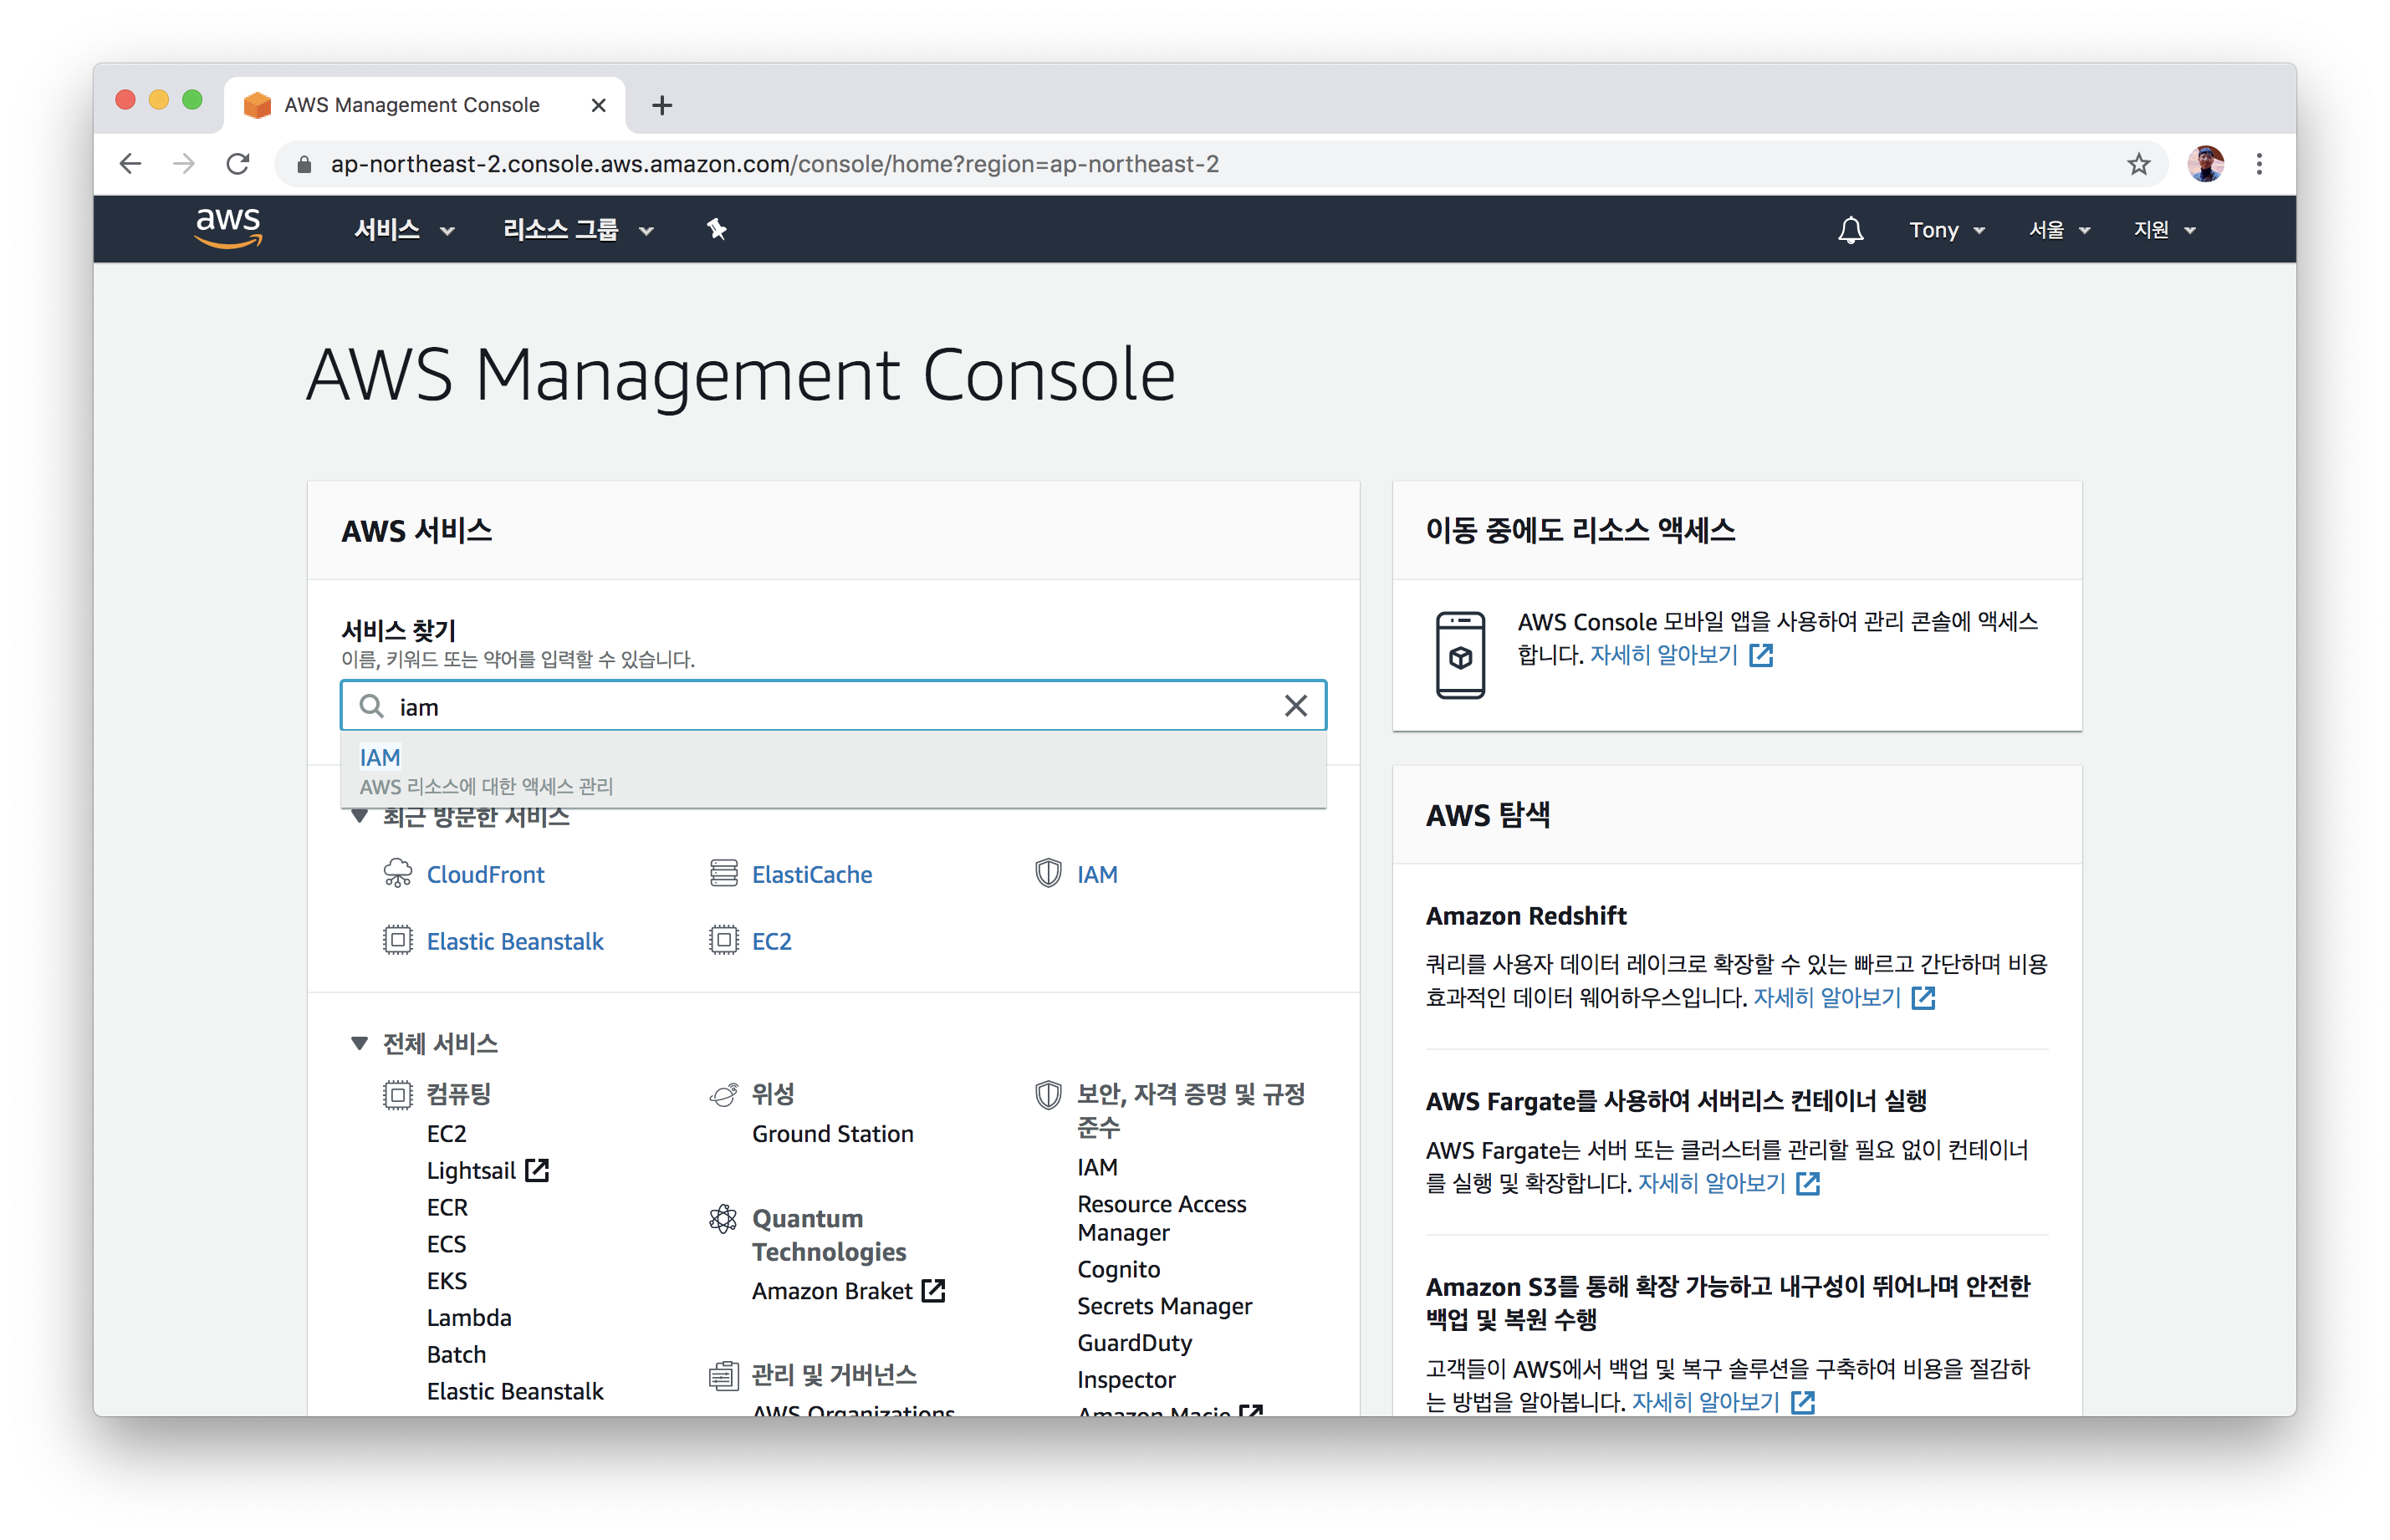 AWS Management Console
ap-northeast-2.console.aws.amazon.com/console/home?region=ap-northeast-2
aws
서비스
리소스 그룹
Tony
서울
지원
AWS Management Console
AWS 서비스
서비스 찾기
이름, 키워드 또는 약어를 입력할 수 있습니다.
iam
IAM
AWS 리소스에 대한 액세스 관리
최근 방문한 서비스
CloudFront
ElastiCache
IAM
Elastic Beanstalk
EC2
전체 서비스
컴퓨팅
EC2
Lightsail
ECR
ECS
EKS
Lambda
Batch
Elastic Beanstalk
위성
Ground Station
Quantum
Technologies
Amazon Braket
관리 및 거버넌스
AWS Organizations
보안, 자격 증명 및 규정
준수
IAM
Resource Access
Manager
Cognito
Secrets Manager
GuardDuty
Inspector
Amazon Macie
이동 중에도 리소스 액세스
AWS Console 모바일 앱을 사용하여 관리 콘솔에 액세스
합니다. 자세히 알아보기
AWS 탐색
Amazon Redshift
쿼리를 사용자 데이터 레이크로 확장할 수 있는 빠르고 간단하며 비용
효과적인 데이터 웨어하우스입니다. 자세히 알아보기
AWS Fargate를 사용하여 서버리스 컨테이너 실행
AWS Fargate는 서버 또는 클러스터를 관리할 필요 없이 컨테이너
를 실행 및 확장합니다. 자세히 알아보기
Amazon S3를 통해 확장 가능하고 내구성이 뛰어나며 안전한
백업 및 복원 수행
고객들이 AWS에서 백업 및 복구 솔루션을 구축하여 비용을 절감하
는 방법을 알아봅니다. 자세히 알아보기